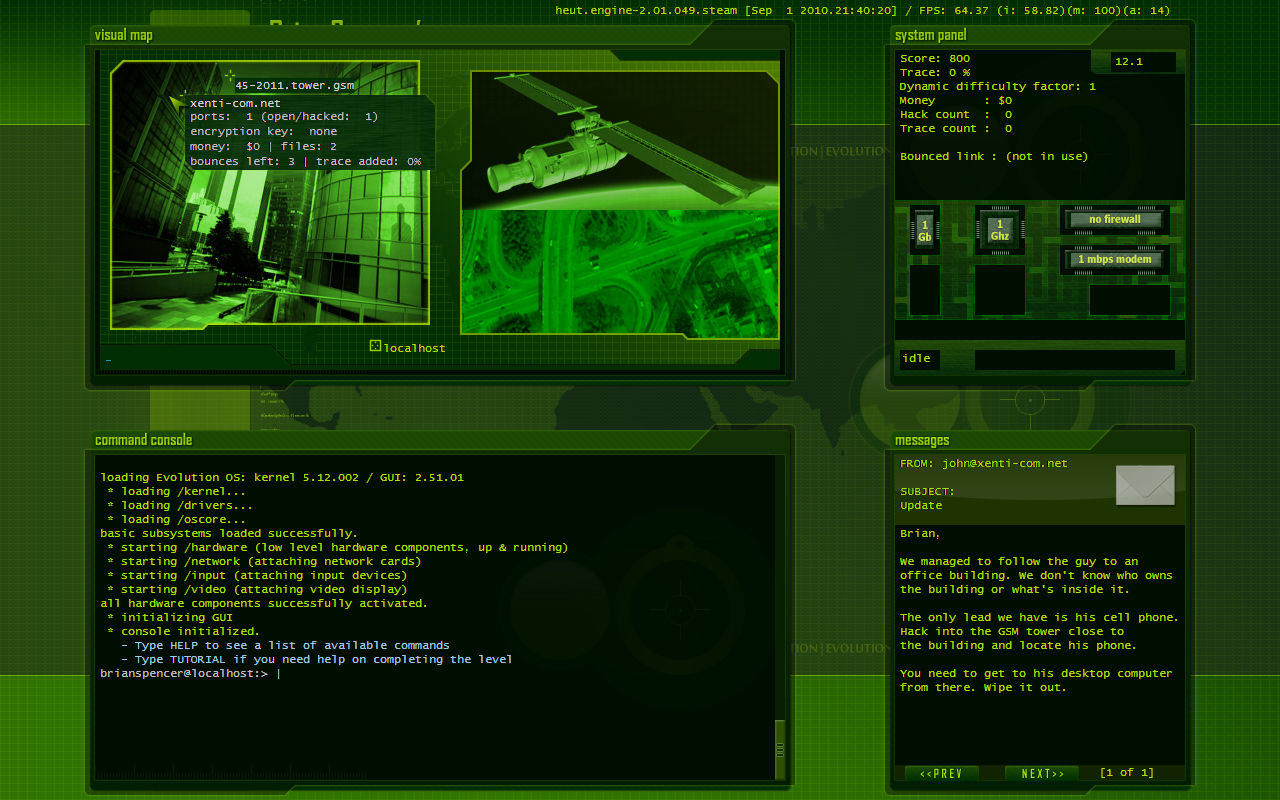 heut.engine-2.01.049.steam [Sep  1 2010.21:40:20] / FPS: 64.37 (i: 58.82)(m: 100)(a: 14)
visual map
45-2011.tower.gsm
xenti-com.net
ports:  1 (open/hacked:  1)
encryption key:  none
money:  $0 | files: 2
bounces left: 3 | trace added: 0%
localhost
system panel
Score: 800
12.1
Trace: 0 %
Dynamic difficulty factor: 1
Money       : $0
Hack count  :  0
Trace count :  0
Bounced link : (not in use)
1 Gb
1 Ghz
no firewall
1 mbps modem
idle
TION | EVOLUTION
command console
loading Evolution OS: kernel 5.12.002 / GUI: 2.51.01
* loading /kernel...
* loading /drivers...
* loading /oscore...
basic subsystems loaded successfully.
* starting /hardware (low level hardware components, up & running)
* starting /network (attaching network cards)
* starting /input (attaching input devices)
* starting /video (attaching video display)
all hardware components successfully activated.
* initializing GUI
* console initialized.
- Type HELP to see a list of available commands
- Type TUTORIAL if you need help on completing the level
brianspencer@localhost:> |
TION | EVOLUTION
messages
FROM: john@xenti-com.net
SUBJECT:
Update
Brian,
We managed to follow the guy to an
office building. We don't know who owns
the building or what's inside it.
The only lead we have is his cell phone.
Hack into the GSM tower close to
the building and locate his phone.
You need to get to his desktop computer
from there. Wipe it out.
<<PREV
NEXT>>
[1 of 1]